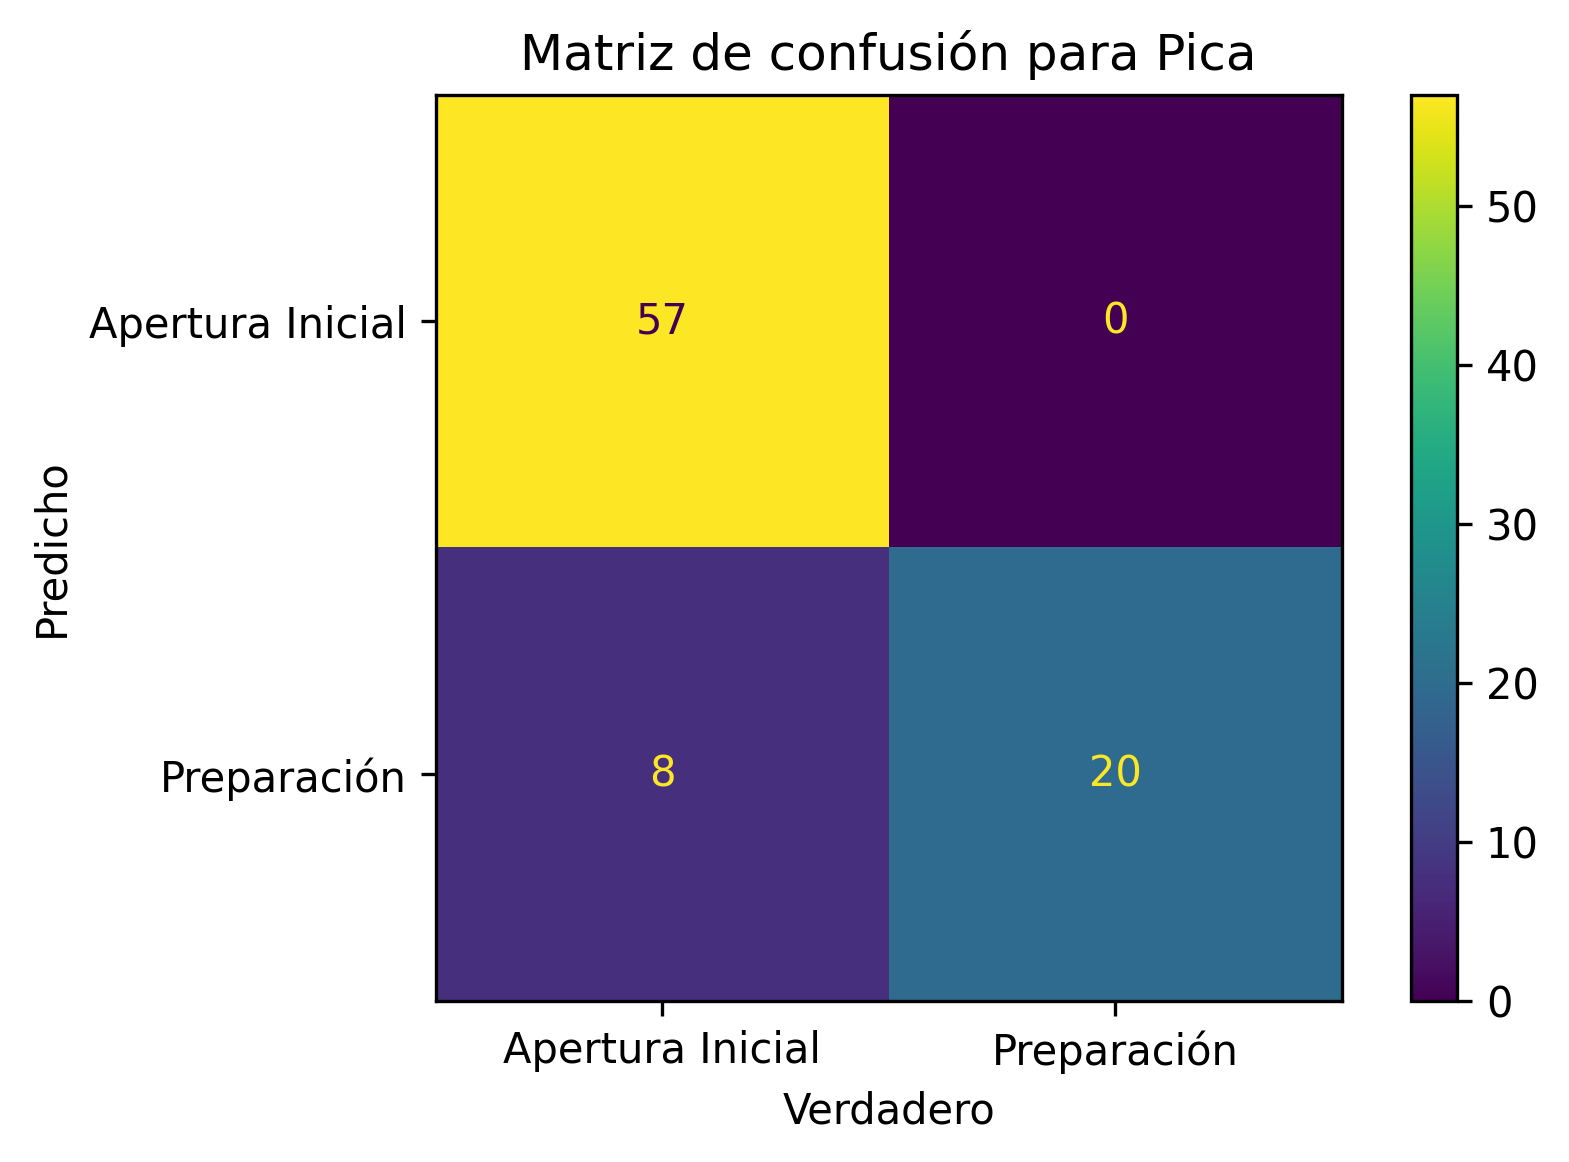 Matriz de confusión para Pica
Predicho
Apertura Inicial
57
0
Preparación
8
20
Apertura Inicial
Preparación
Verdadero
50
40
30
20
10
0